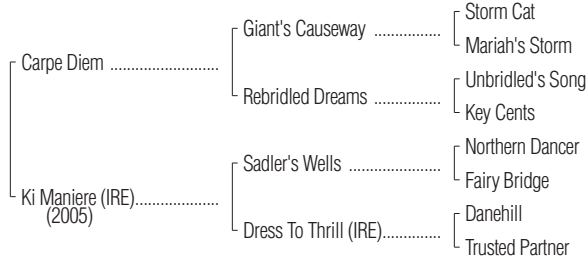 Storm Cat
Giant's Causeway ................
Mariah's Storm
Carpe Diem ..........................
Unbridled's Song
Rebridled Dreams ................
Key Cents
Northern Dancer
Sadler's Wells ......................
Fairy Bridge
Ki Maniere (IRE)....................
(2005)
Danehill
Dress To Thrill (IRE)..............
Trusted Partner